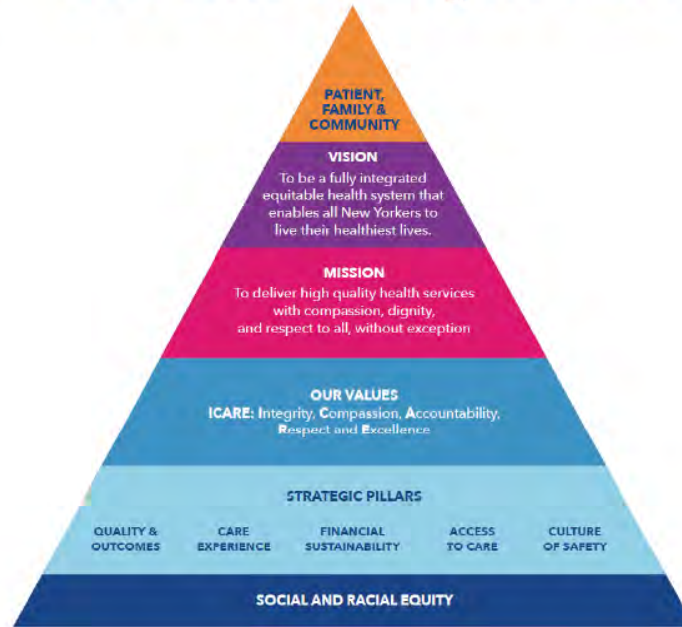 PATIENT,
FAMILY &
COMMUNITY
VISION
To be a fully integrated
equitable health system that
enables all New Yorkers to
live their healthiest lives.
MISSION
To deliver high quality health services
with compassion, dignity,
and respect to all, without exception
OUR VALUES
ICARE: Integrity, Compassion, Accountability,
Respect and Excellence
STRATEGIC PILLARS
QUALITY &
OUTCOMES
CARE
EXPERIENCE
FINANCIAL
SUSTAINABILITY
ACCESS
TO CARE
CULTURE
OF SAFETY
SOCIAL AND RACIAL EQUITY